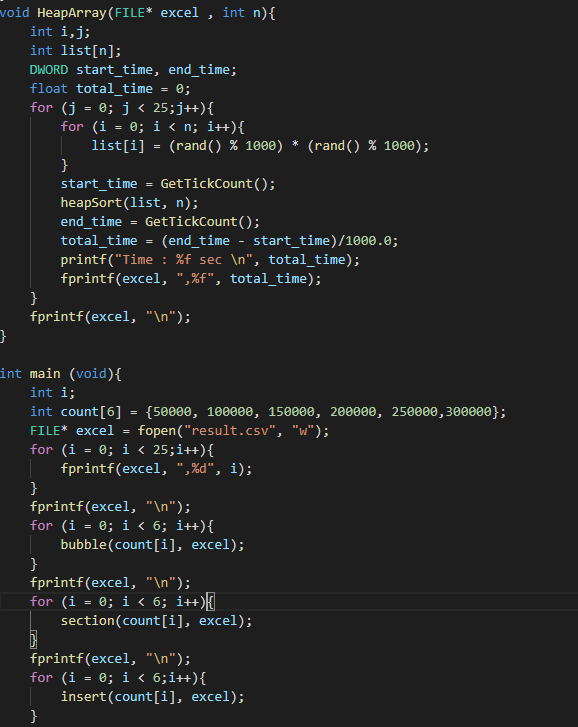 void HeapArray(FILE* excel , int n){
    int i,j;
    int list[n];
    DWORD start_time, end_time;
    float total_time = 0;
    for (j = 0; j < 25;j++){
        for (i = 0; i < n; i++){
            list[i] = (rand() % 1000) * (rand() % 1000);
        }
        start_time = GetTickCount();
        heapSort(list, n);
        end_time = GetTickCount();
        total_time = (end_time - start_time)/1000.0;
        printf("Time : %f sec \n", total_time);
        fprintf(excel, ",%f", total_time);
    }
    fprintf(excel, "\n");
}
int main (void){
    int i;
    int count[6] = {50000, 100000, 150000, 200000, 250000,300000};
    FILE* excel = fopen("result.csv", "w");
    for (i = 0; i < 25;i++){
        fprintf(excel, ",%d", i);
    }
    fprintf(excel, "\n");
    for (i = 0; i < 6; i++){
        bubble(count[i], excel);
    }
    fprintf(excel, "\n");
    for (i = 0; i < 6; i++){
        section(count[i], excel);
    }
    fprintf(excel, "\n");
    for (i = 0; i < 6;i++){
        insert(count[i], excel);
    }